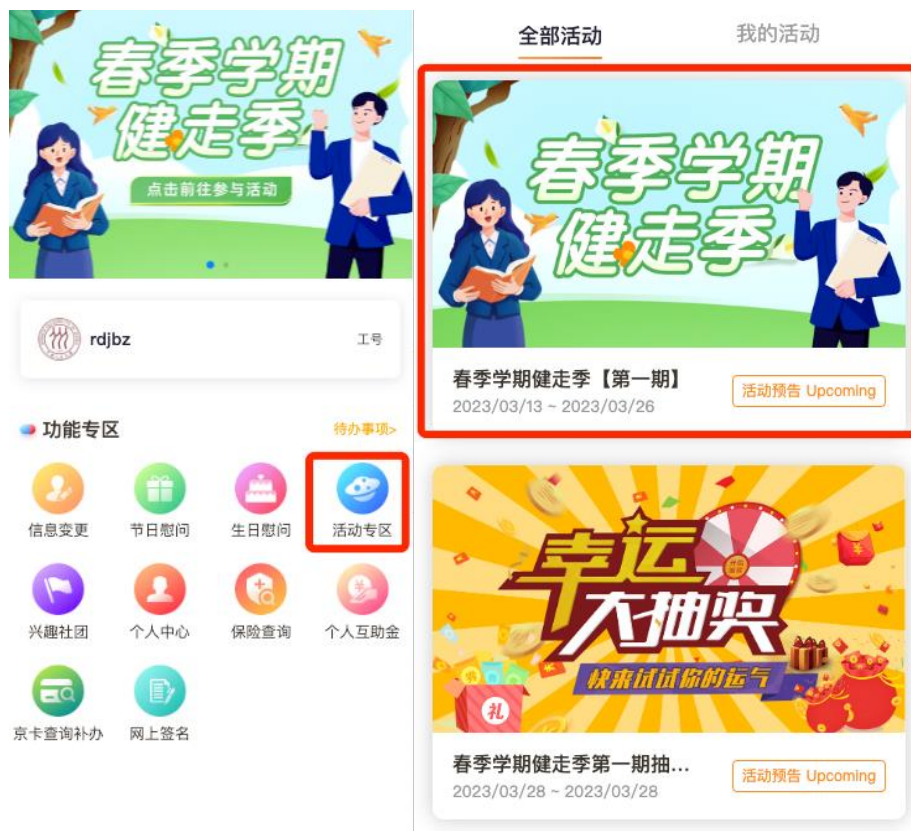 春季学期
健走季
点击前往参与活动
rdjbz
工号
功能专区
待办事项>
信息变更
节日慰问
生日慰问
活动专区
兴趣社团
个人中心
保险查询
个人互助金
京卡查询补办
网上签名
全部活动
我的活动
春季学期
健走季
春季学期健走季【第一期】
活动预告 Upcoming
2023/03/13 ~ 2023/03/26
幸运
大抽奖
快来试试你的运气
礼
春季学期健走季第一期抽...
活动预告 Upcoming
2023/03/28 ~ 2023/03/28